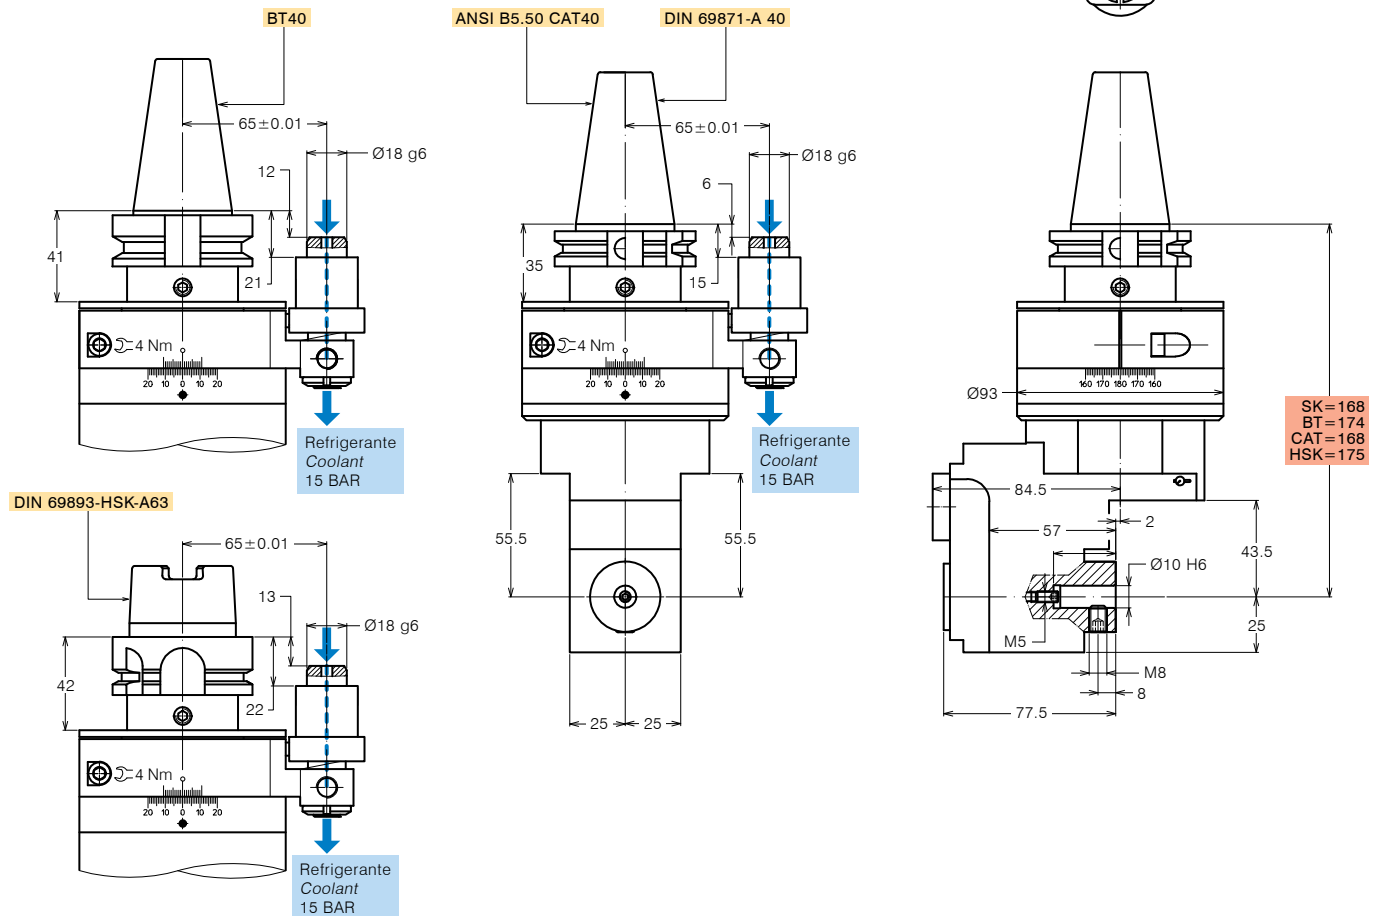 BT40
ANSI B5.50 CAT40
DIN 69871-A 40
65±0.01
Ø18 g6
12
41
21
4 Nm
20 10 0 10 20
Refrigerante
Coolant
15 BAR
65±0.01
Ø18 g6
6
35
15
4 Nm
20 10 0 10 20
Refrigerante
Coolant
15 BAR
55.5
55.5
25
25
160 170 180 170 160
Ø93
SK=168
BT=174
CAT=168
HSK=175
84.5
57
2
43.5
Ø10 H6
M5
25
M8
8
77.5
DIN 69893-HSK-A63
65±0.01
13
Ø18 g6
42
22
4 Nm
20 10 0 10 20
Refrigerante
Coolant
15 BAR